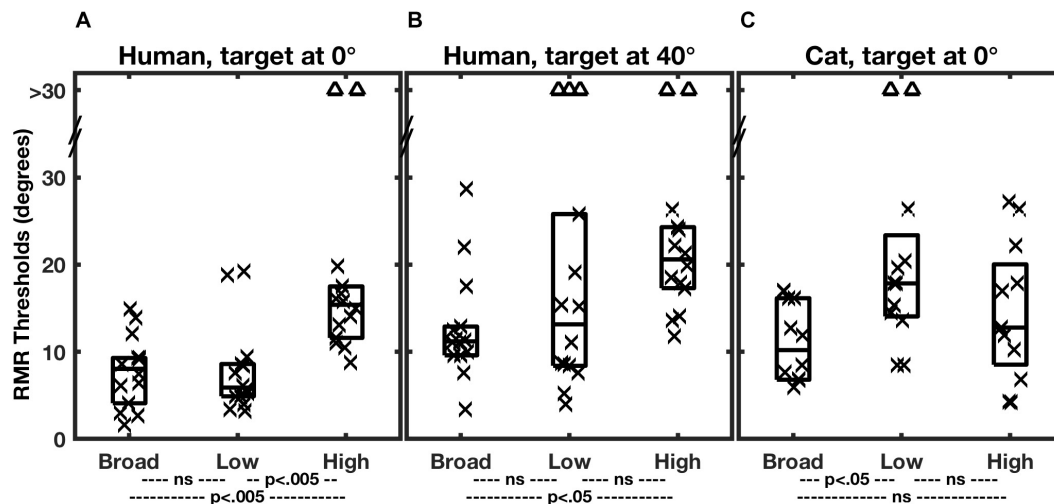 A B C
Human, target at 0° Human, target at 40° Cat, target at 0°
>30
30
20
10
0
RMR Thresholds (degrees)
Broad Low High Broad Low High Broad Low High
---- ns ---- -- p<.005 -- ---- ns ---- ---- ns ---- --- p<.05 --- ---- ns ----
----------- p<.005 ----------- ----------- p<.05 ----------- -------------- ns --------------